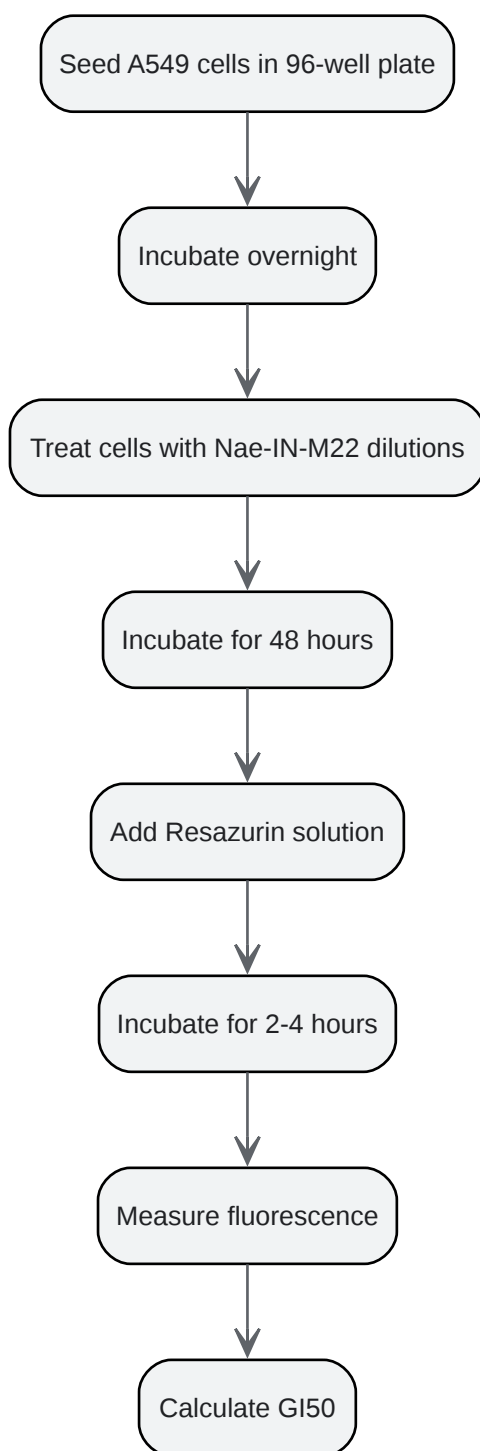 Seed A549 cells in 96-well plate
Incubate overnight
Treat cells with Nae-IN-M22 dilutions
Incubate for 48 hours
Add Resazurin solution
Incubate for 2-4 hours
Measure fluorescence
Calculate GI50